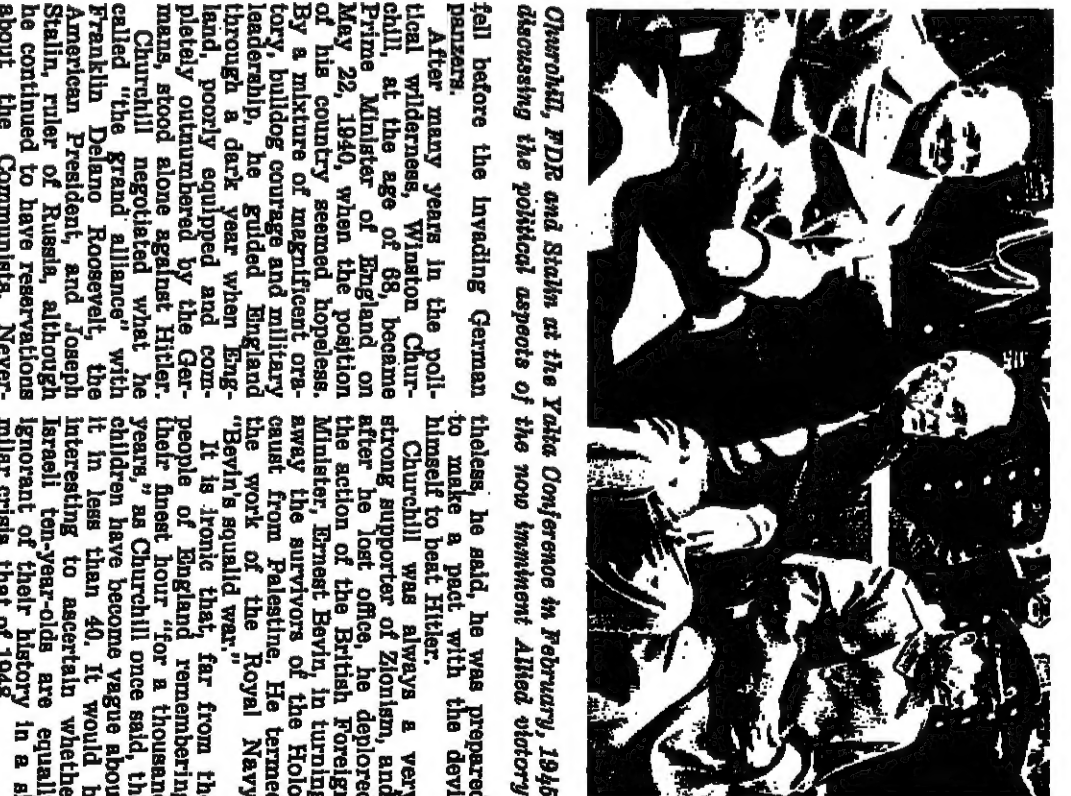 Churchill, FDR and Stalin at the Yalta Conference in February, 1945
discussing the political aspects of the now imminent Allied victory
fell before the invading German
panzers.
After many years in the poli-
tical wilderness, Winston Chur-
chill, at the age of 68, became
Prime Minister of England on
May 22, 1940, when the position
of his country seemed hopeless.
By a mixture of magnificent ora-
tory, bulldog courage and military
leadership, he guided England
through a dark year when Eng-
land, poorly equipped and com-
pletely outnumbered by the Ger-
mans, stood alone against Hitler.
Churchill negotiated what he
called "the grand alliance" with
Franklin Delano Roosevelt, the
American President, and Joseph
Stalin, ruler of Russia, although
he continued to have reservations
about the Communists. Never-
theless, he said, he was prepared
to make a pact with the devi
himself to beat Hitler.
Churchill was always a very
strong supporter of Zionism, and
after he lost office, he deplored
the action of the British Foreign
Minister, Ernest Bevin, in turning
away the survivors of the Holo
caust from Palestine. He termed
the work of the Royal Navy
"Bevin's squalid war."
It is ironic that, far from th
people of England remembering
their finest hour "for a thousan
years," as Churchill once said, th
children have become vague abou
it in less than 40. It would b
interesting to ascertain whethe
Israeli ten-year-olds are equall
ignorant of their history in a si
milar crisis, that of 1948